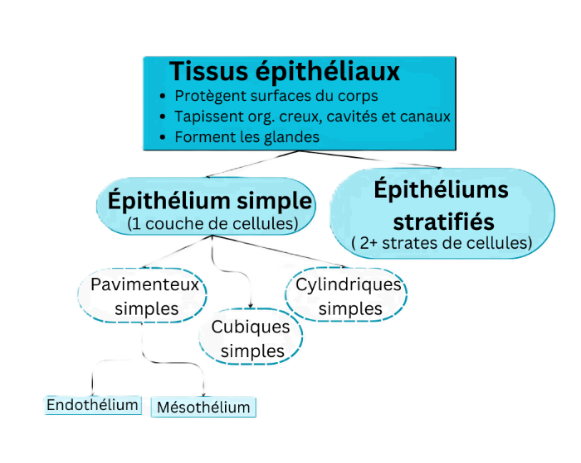 Tissus épithéliaux
• Protègent surfaces du corps
• Tapissent org. creux, cavités et canaux
• Forment les glandes
Épithélium simple
(1 couche de cellules)
Épithéliums
stratifiés
( 2+ strates de cellules)
Pavimenteux
simples
Cubiques
simples
Cylindriques
simples
Endothélium
Mésothélium